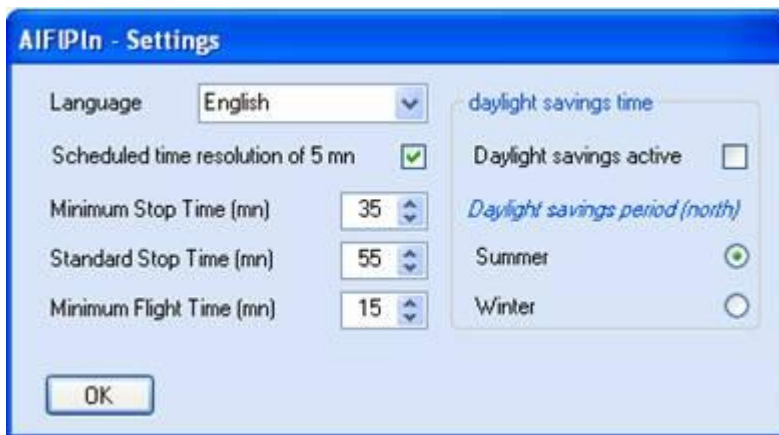 AIFlPln - Settings
Language English
Scheduled time resolution of 5 mn
Minimum Stop Time (mn) 35
Standard Stop Time (mn) 55
Minimum Flight Time (mn) 15
OK
daylight savings time
Daylight savings active
Daylight savings period (north)
Summer
Winter